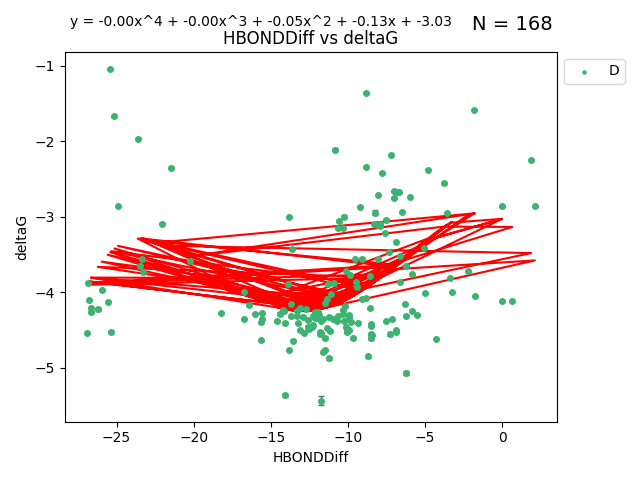 y = -0.00x^4 + -0.00x^3 + -0.05x^2 + -0.13x + -3.03
N = 168
HBONDDiff vs deltaG
D
−1
−2
−3
−4
−5
deltaG
−25
−20
−15
−10
−5
0
HBONDDiff